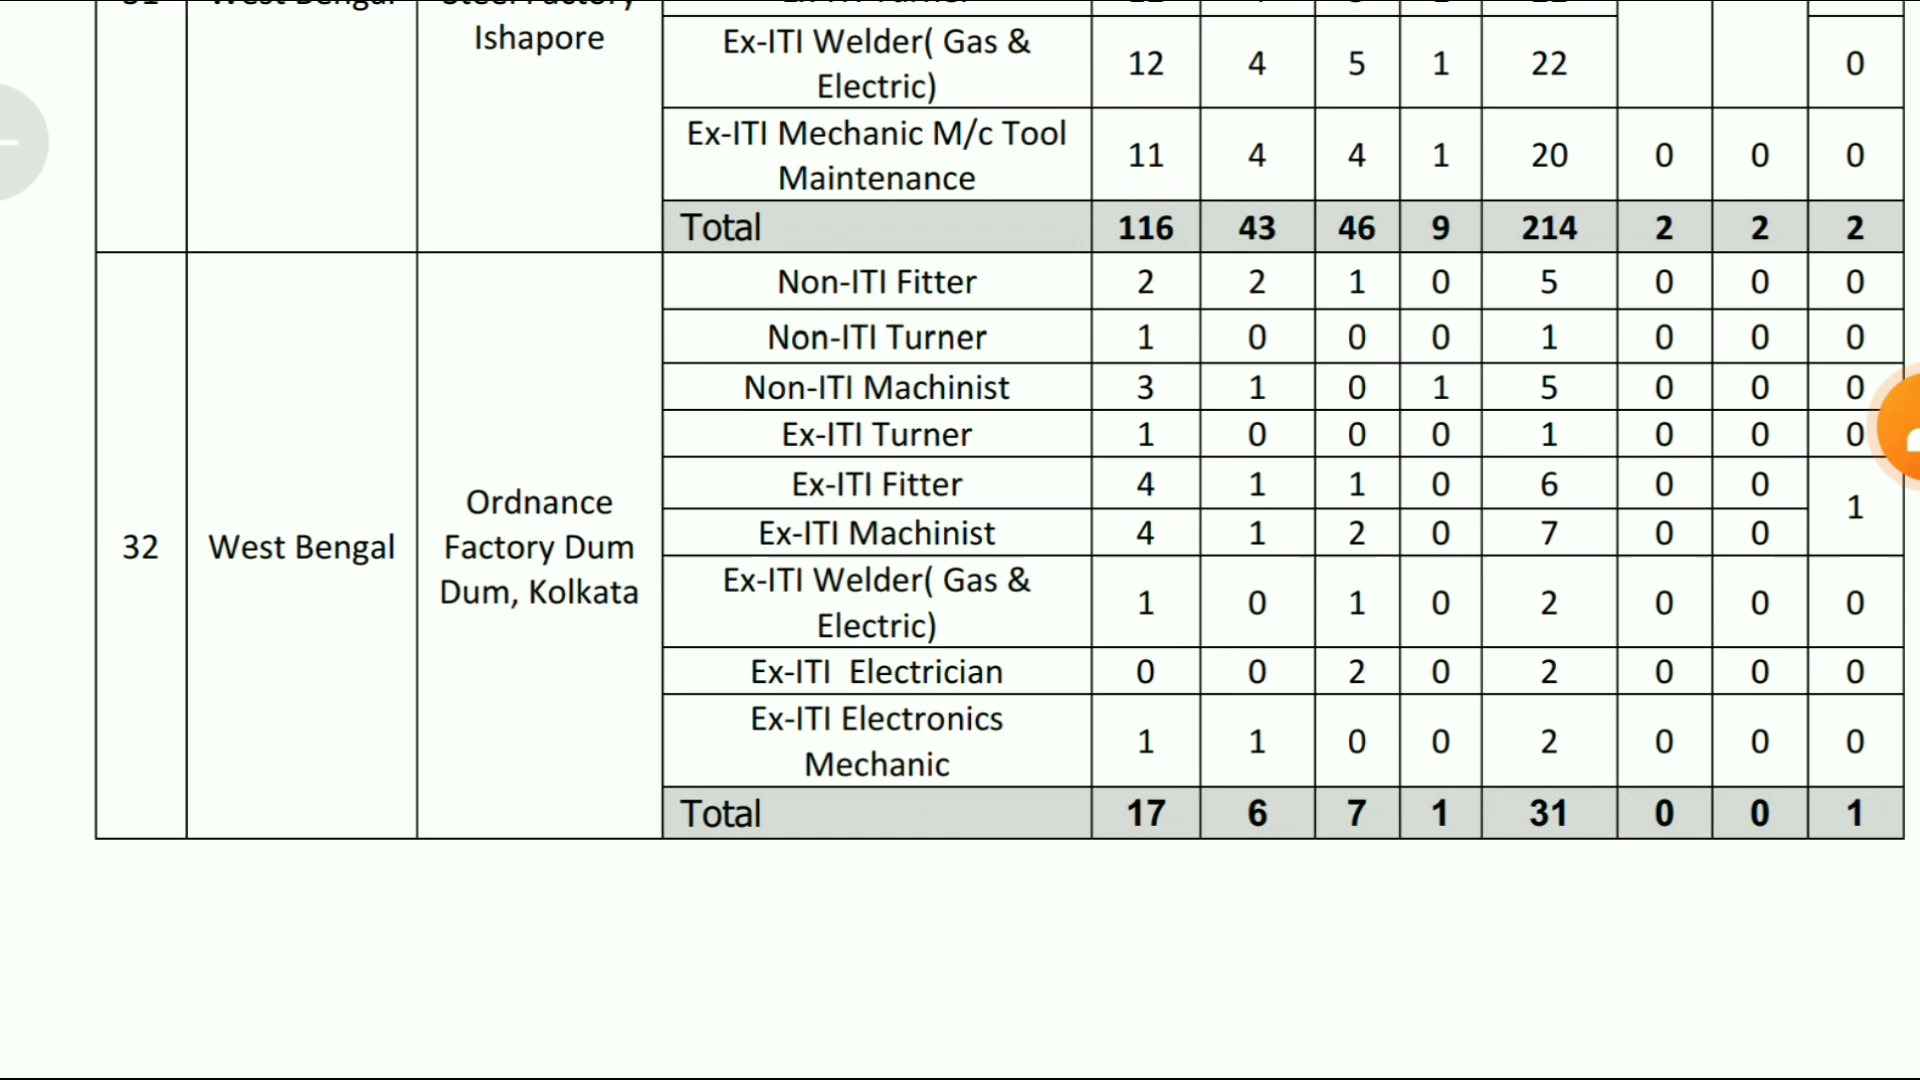 Ishapore
Ex-ITI Welder( Gas &
Electric)
12 4 5 1 22 0
Ex-ITI Mechanic M/c Tool
Maintenance
11 4 4 1 20 0 0 0
Total 116 43 46 9 214 2 2 2
32 West Bengal
Ordnance
Factory Dum
Dum, Kolkata
Non-ITI Fitter 2 2 1 0 5 0 0 0
Non-ITI Turner 1 0 0 0 1 0 0 0
Non-ITI Machinist 3 1 0 1 5 0 0 0
Ex-ITI Turner 1 0 0 0 1 0 0 0
Ex-ITI Fitter 4 1 1 0 6 0 0
1
Ex-ITI Machinist 4 1 2 0 7 0 0
Ex-ITI Welder( Gas &
Electric)
1 0 1 0 2 0 0 0
Ex-ITI Electrician 0 0 2 0 2 0 0 0
Ex-ITI Electronics
Mechanic
1 1 0 0 2 0 0 0
Total 17 6 7 1 31 0 0 1